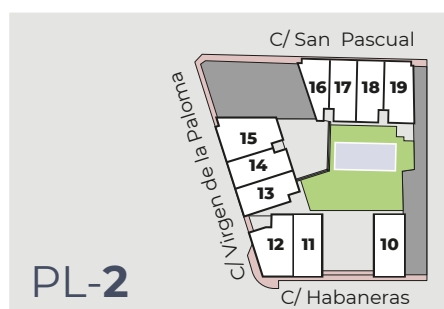 C/ San Pascual
16 17 18 19
C/ Virgen de la Paloma
15
14
13
12 11 10
PL-2
C/ Habaneras